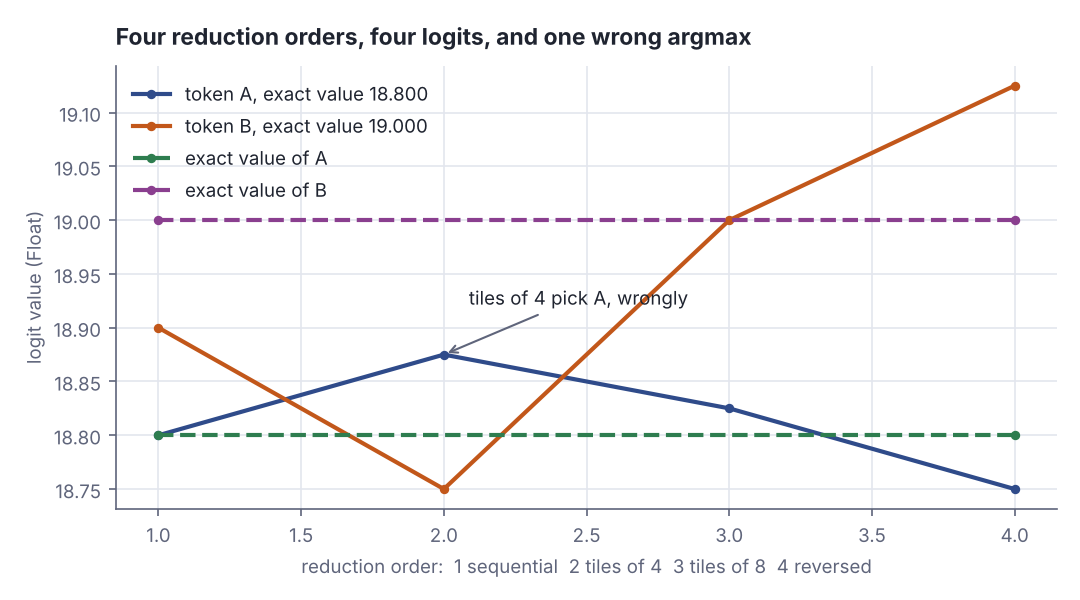 Four reduction orders, four logits, and one wrong argmax
token A, exact value 18.800
token B, exact value 19.000
exact value of A
exact value of B
19.10
19.05
19.00
18.95
18.90
18.85
18.80
18.75
logit value (Float)
tiles of 4 pick A, wrongly
1.0 1.5 2.0 2.5 3.0 3.5 4.0
reduction order: 1 sequential 2 tiles of 4 3 tiles of 8 4 reversed